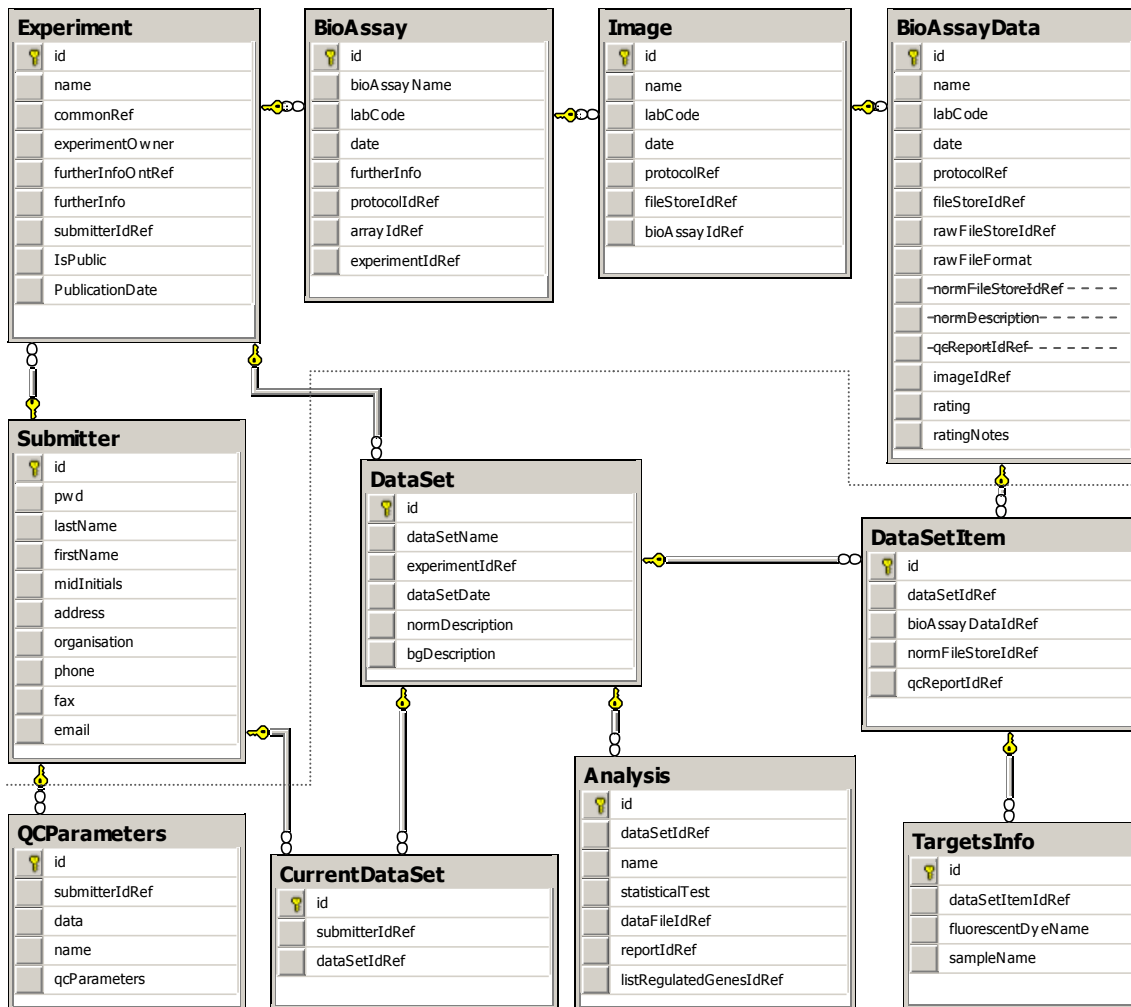 Experiment
id
name
commonRef
experimentOwner
furtherInfoOntRef
furtherInfo
submitterIdRef
IsPublic
PublicationDate
BioAssay
id
bioAssayName
labCode
date
furtherInfo
protocolIdRef
arrayIdRef
experimentIdRef
Image
id
name
labCode
date
protocolRef
fileStoreIdRef
bioAssayIdRef
BioAssayData
id
name
labCode
date
protocolRef
fileStoreIdRef
rawFileStoreIdRef
rawFileFormat
normFileStoreIdRef
normDescription
qcReportIdRef
imageIdRef
rating
ratingNotes
Submitter
id
pwd
lastName
firstName
midInitials
address
organisation
phone
fax
email
DataSet
id
dataSetName
experimentIdRef
dataSetDate
normDescription
bgDescription
DataSetItem
id
dataSetIdRef
bioAssayDataIdRef
normFileStoreIdRef
qcReportIdRef
QCParameters
id
submitterIdRef
data
name
qcParameters
CurrentDataSet
id
submitterIdRef
dataSetIdRef
Analysis
id
dataSetIdRef
name
statisticalTest
dataFileIdRef
reportIdRef
listRegulatedGenesIdRef
TargetsInfo
id
dataSetItemIdRef
fluorescentDyeName
sampleName